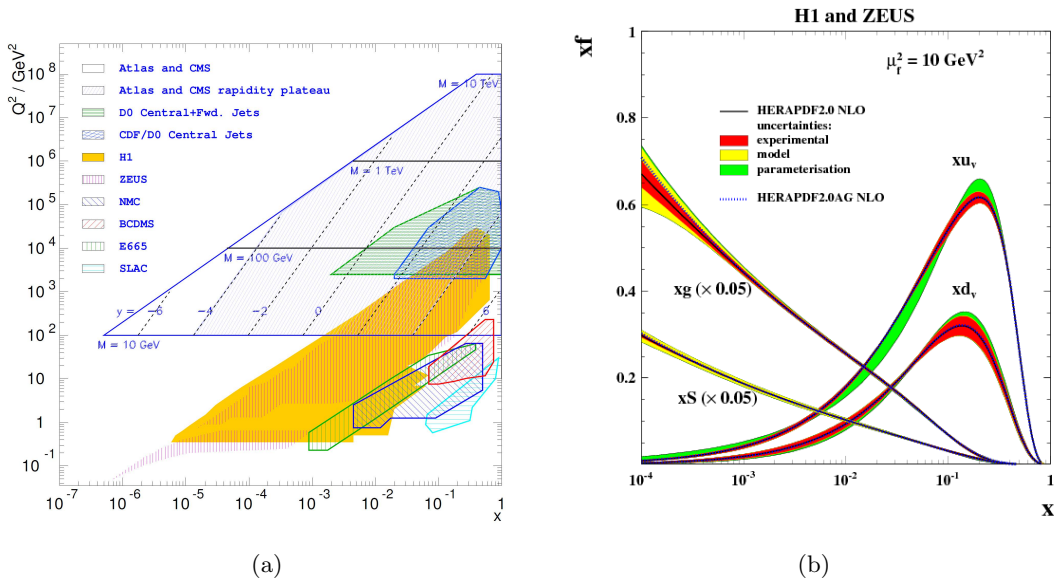 Q² / GeV²
10⁸
10⁷
10⁶
10⁵
10⁴
10³
10²
10
1
10⁻¹
Atlas and CMS
Atlas and CMS rapidity plateau
D0 Central+Fwd. Jets
CDF/D0 Central Jets
H1
ZEUS
NMC
BCDMS
E665
SLAC
M = 10 TeV
M = 1 TeV
M = 100 GeV
y = −6 −4 −2 0 6
M = 10 GeV
10⁻⁷ 10⁻⁶ 10⁻⁵ 10⁻⁴ 10⁻³ 10⁻² 10⁻¹ 1
x
(a)
H1 and ZEUS
xf
1
0.8
0.6
0.4
0.2
μ_f² = 10 GeV²
HERAPDF2.0 NLO
uncertainties:
experimental
model
parameterisation
HERAPDF2.0AG NLO
xu_v
xg (× 0.05)
xd_v
xS (× 0.05)
10⁻⁴ 10⁻³ 10⁻² 10⁻¹ 1
x
(b)